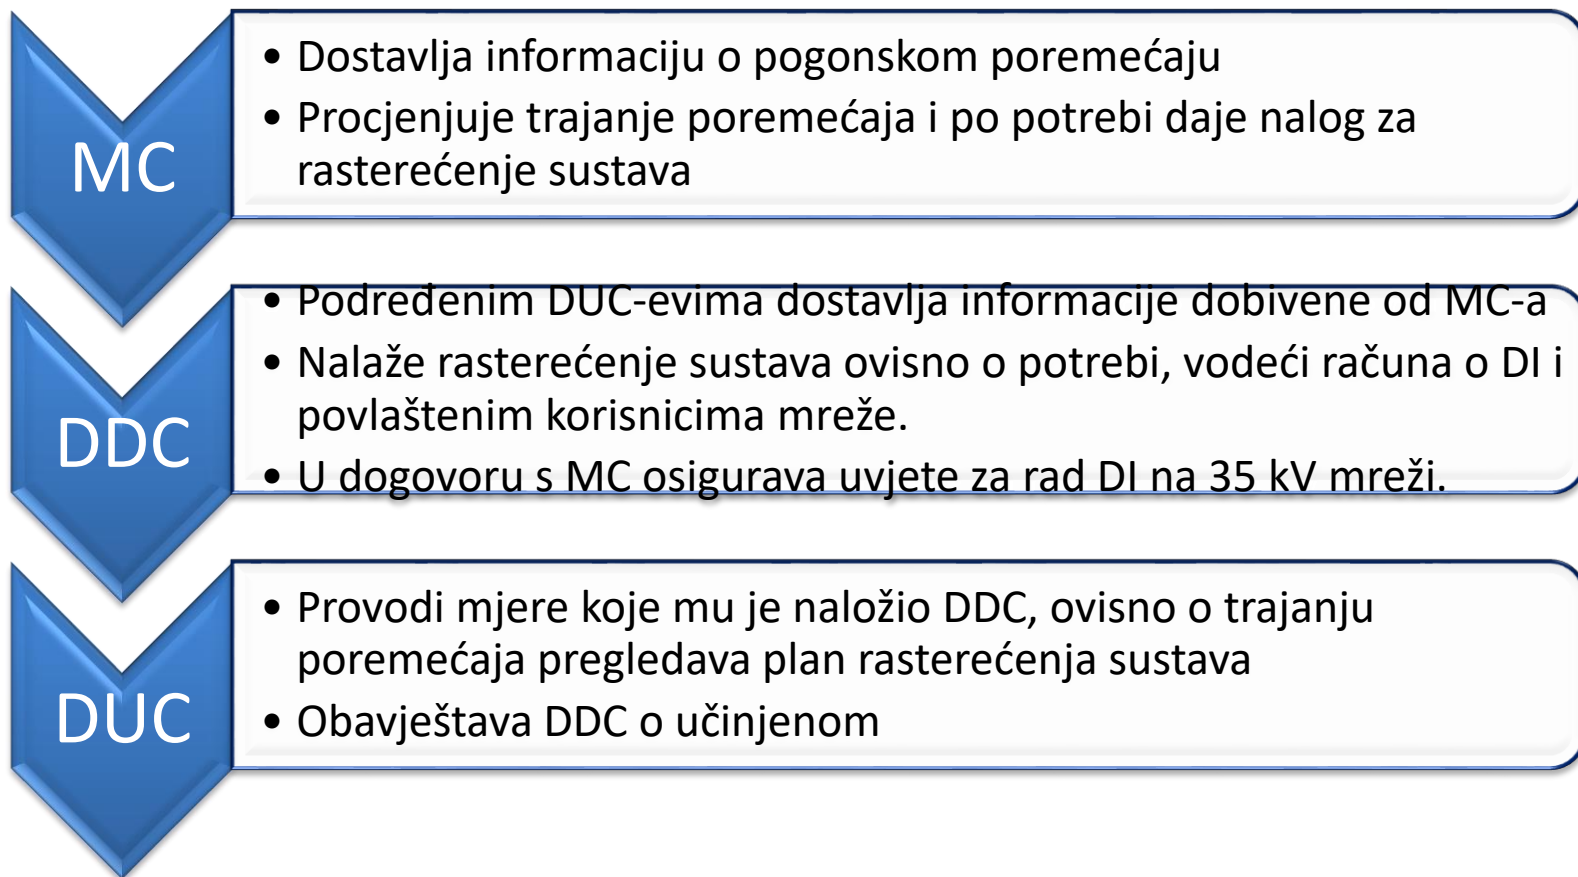 MC
• Dostavlja informaciju o pogonskom poremećaju
• Procjenjuje trajanje poremećaja i po potrebi daje nalog za
rasterećenje sustava
DDC
• Podređenim DUC-evima dostavlja informacije dobivene od MC-a
• Nalaže rasterećenje sustava ovisno o potrebi, vodeći računa o DI i
povlaštenim korisnicima mreže.
• U dogovoru s MC osigurava uvjete za rad DI na 35 kV mreži.
DUC
• Provodi mjere koje mu je naložio DDC, ovisno o trajanju
poremećaja pregledava plan rasterećenja sustava
• Obavještava DDC o učinjenom